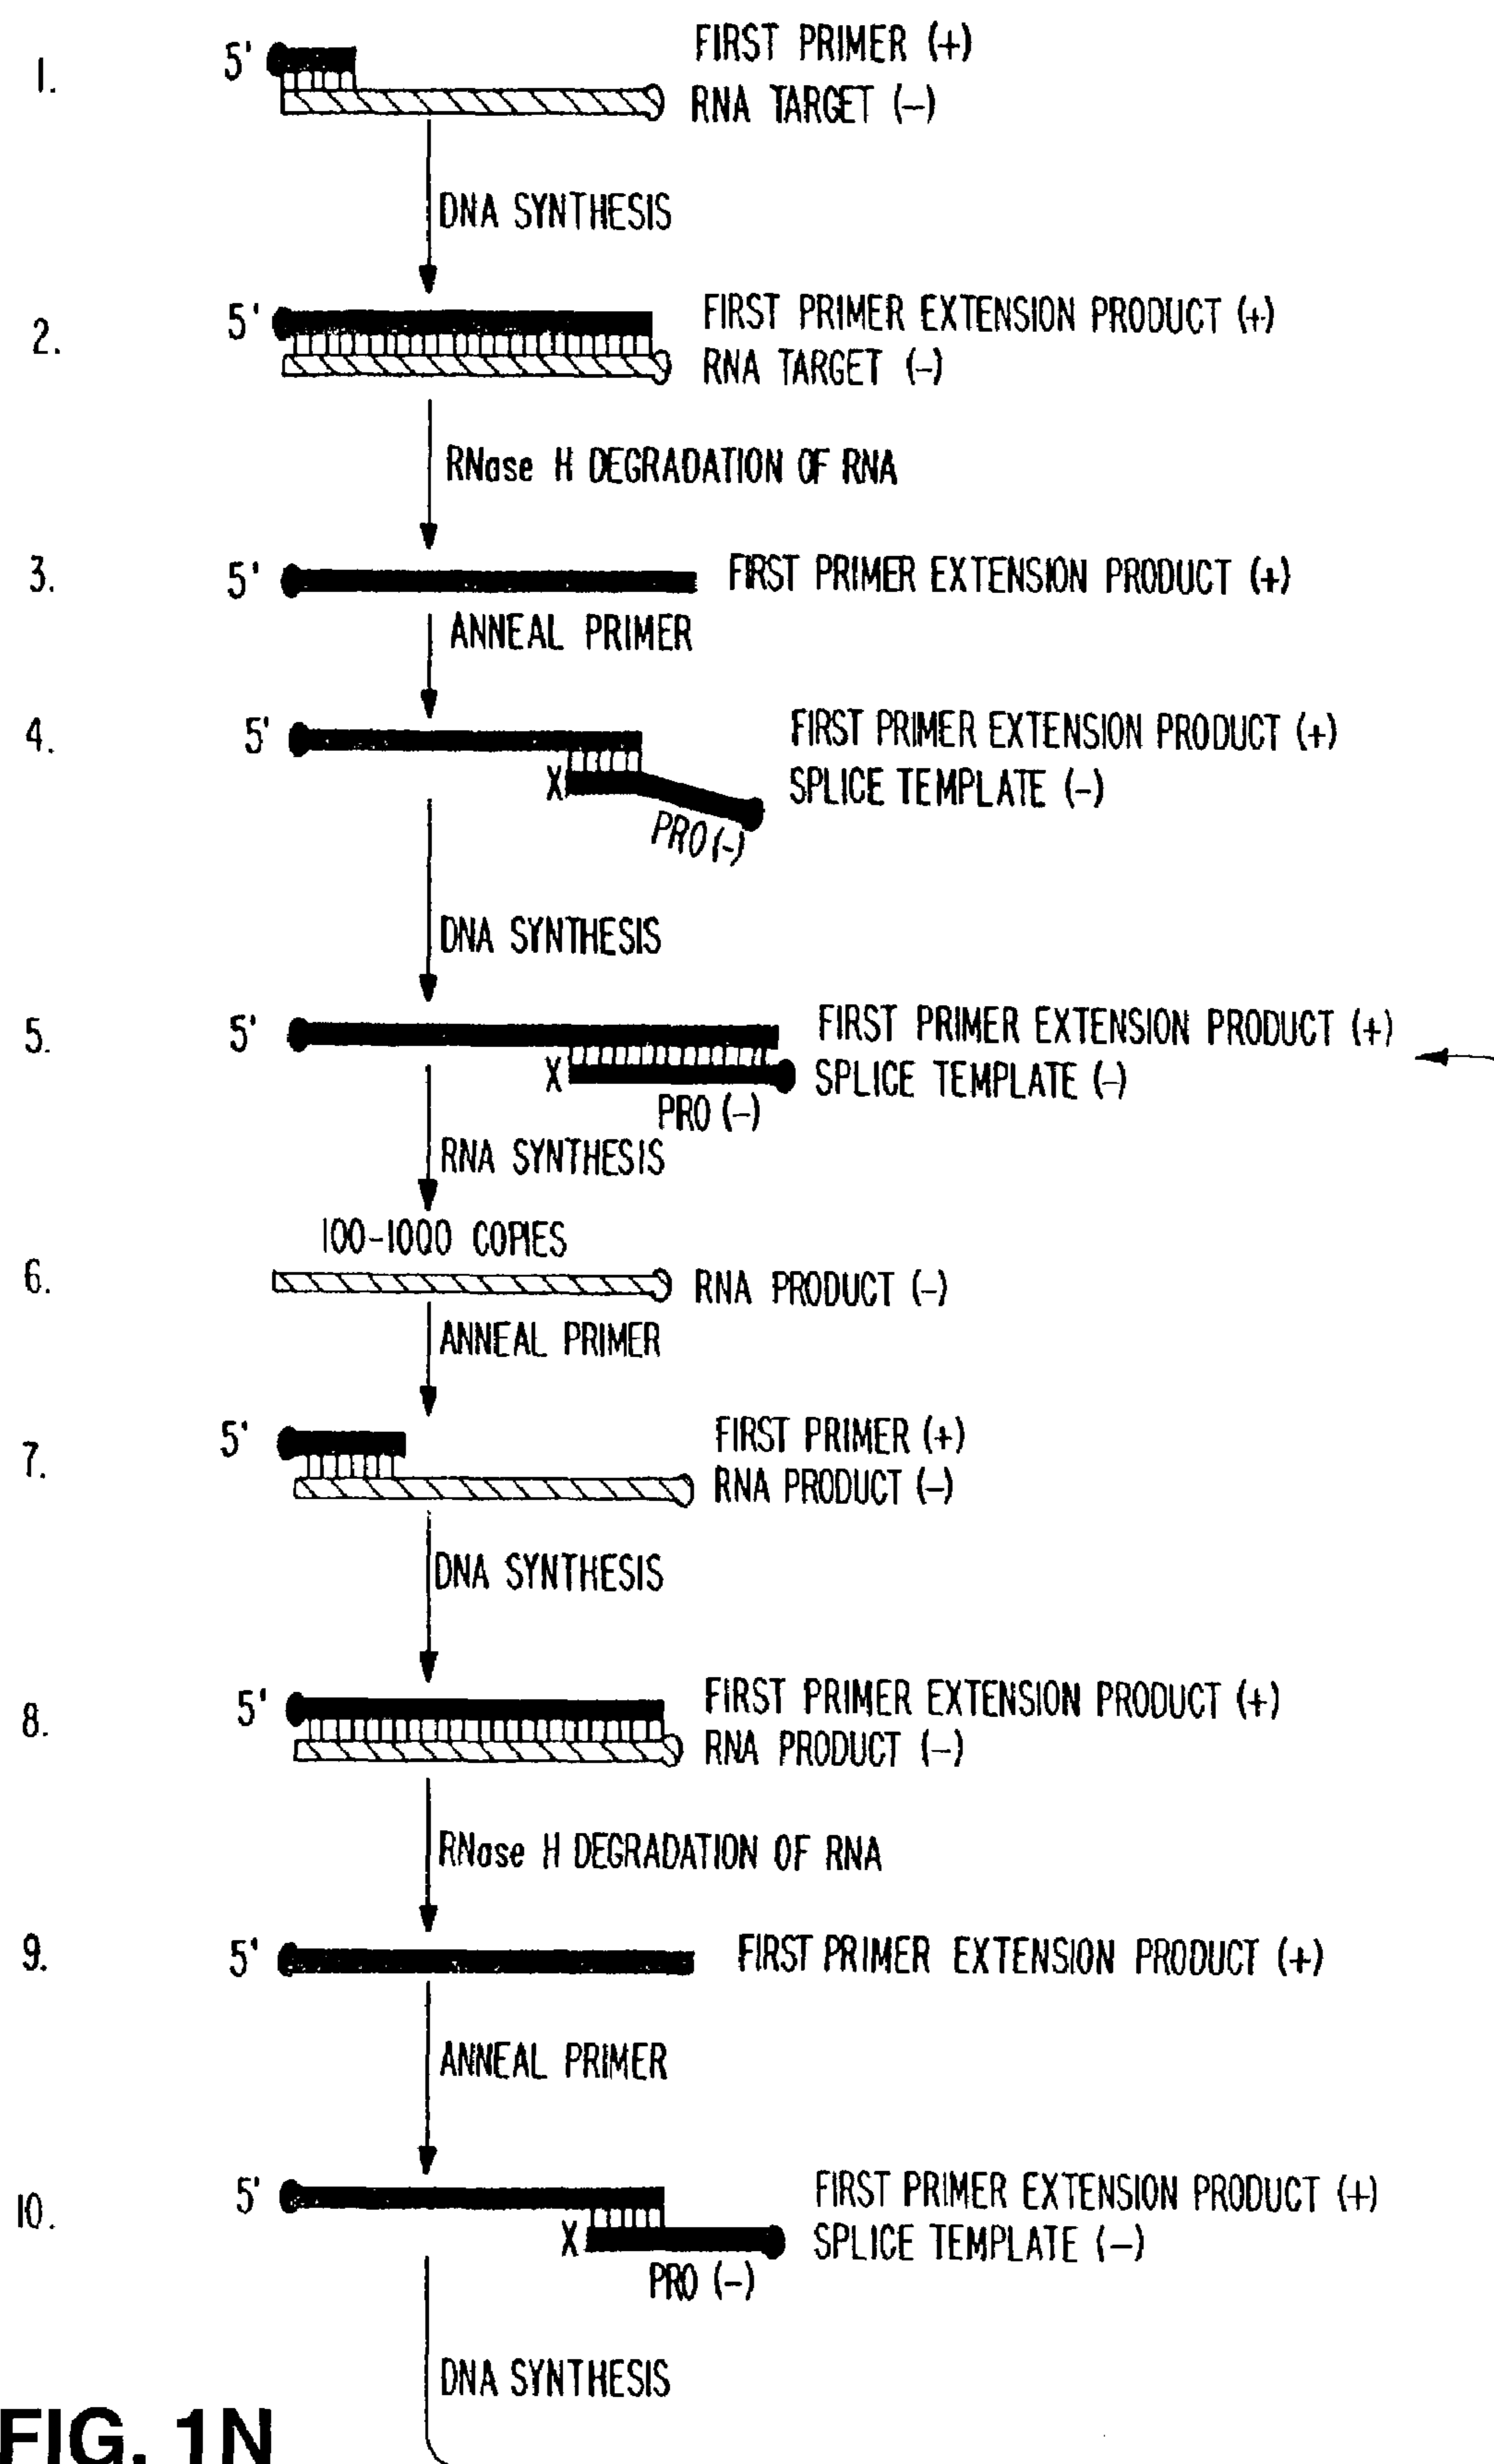 1.
5'
FIRST PRIMER (+)
RNA TARGET (-)
DNA SYNTHESIS
2.
5'
FIRST PRIMER EXTENSION PRODUCT (+)
RNA TARGET (-)
RNase H DEGRADATION OF RNA
3.
5'
FIRST PRIMER EXTENSION PRODUCT (+)
ANNEAL PRIMER
4.
5'
FIRST PRIMER EXTENSION PRODUCT (+)
X
SPLICE TEMPLATE (-)
PRO (-)
DNA SYNTHESIS
5.
5'
FIRST PRIMER EXTENSION PRODUCT (+)
X
SPLICE TEMPLATE (-)
PRO (-)
RNA SYNTHESIS
100-1000 COPIES
6.
RNA PRODUCT (-)
ANNEAL PRIMER
7.
5'
FIRST PRIMER (+)
RNA PRODUCT (-)
DNA SYNTHESIS
8.
5'
FIRST PRIMER EXTENSION PRODUCT (+)
RNA PRODUCT (-)
RNase H DEGRADATION OF RNA
9.
5'
FIRST PRIMER EXTENSION PRODUCT (+)
ANNEAL PRIMER
10.
5'
FIRST PRIMER EXTENSION PRODUCT (+)
X
SPLICE TEMPLATE (-)
PRO (-)
DNA SYNTHESIS
FIG. 1N